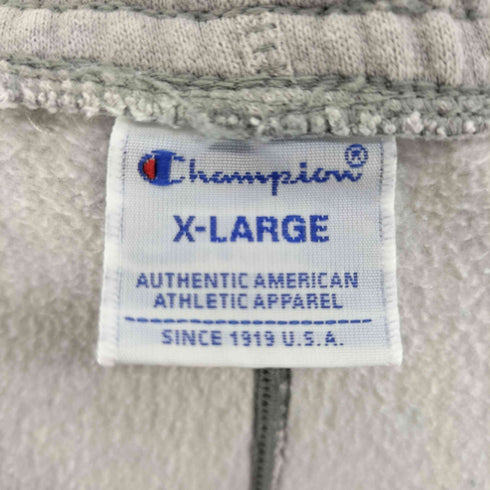 Champion®
X-LARGE
AUTHENTIC AMERICAN
ATHLETIC APPAREL
SINCE 1919 U.S.A.